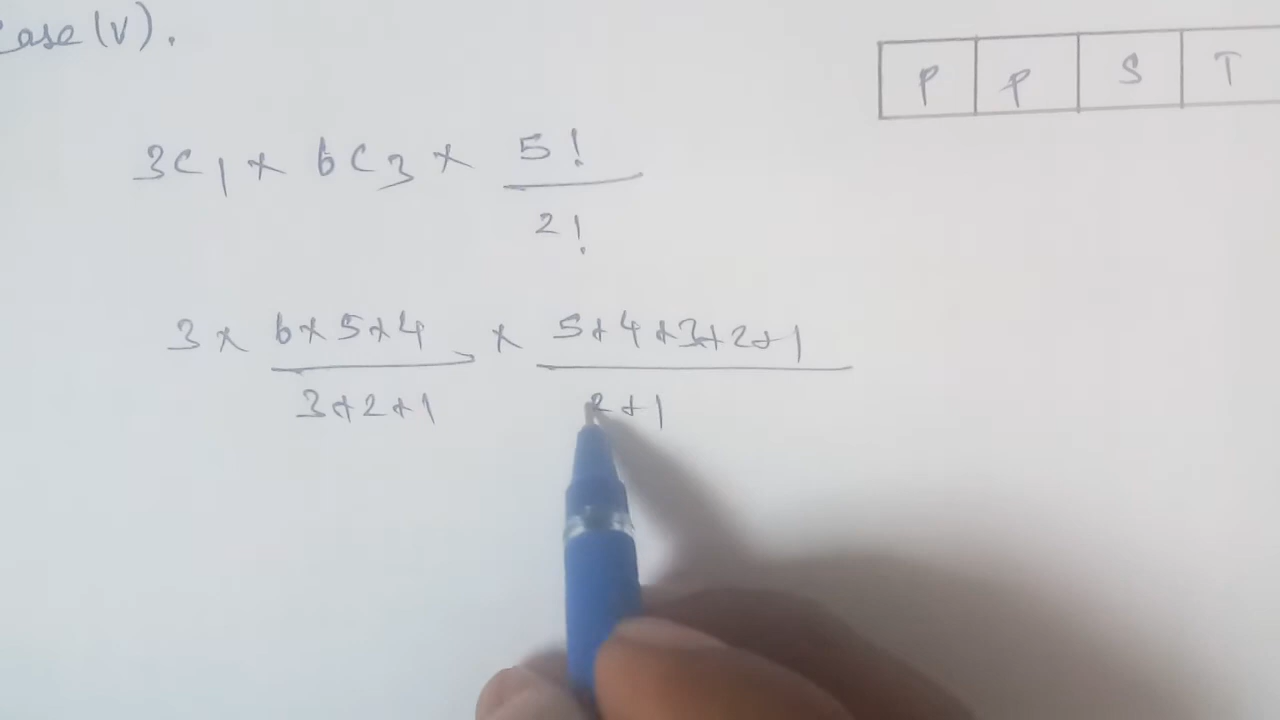 Case (V).
P P S T
3C1 × 6C3 × 5!
2!
3 × 6×5×4 × 5×4×3×2×1
3×2×1 2×1